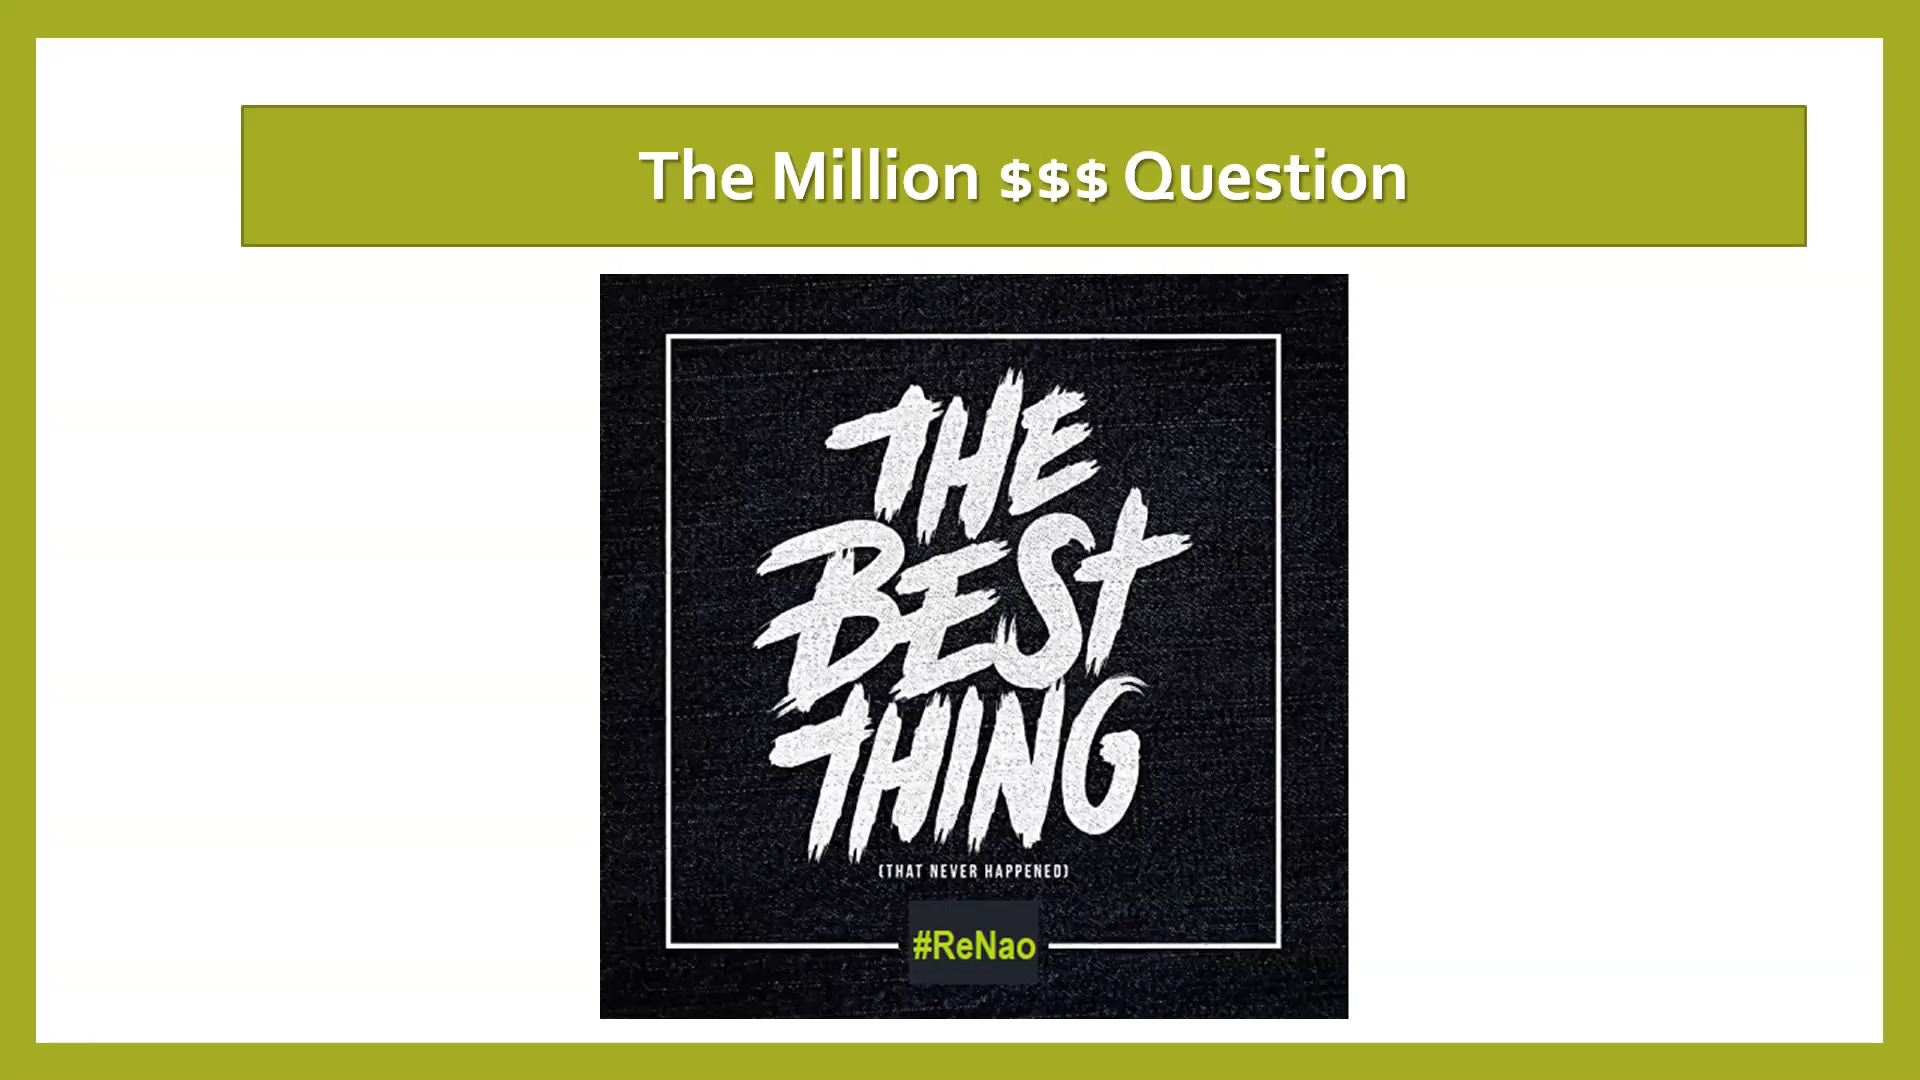 The Million $$$ Question
THE
BEST
THING
(THAT NEVER HAPPENED)
#ReNao